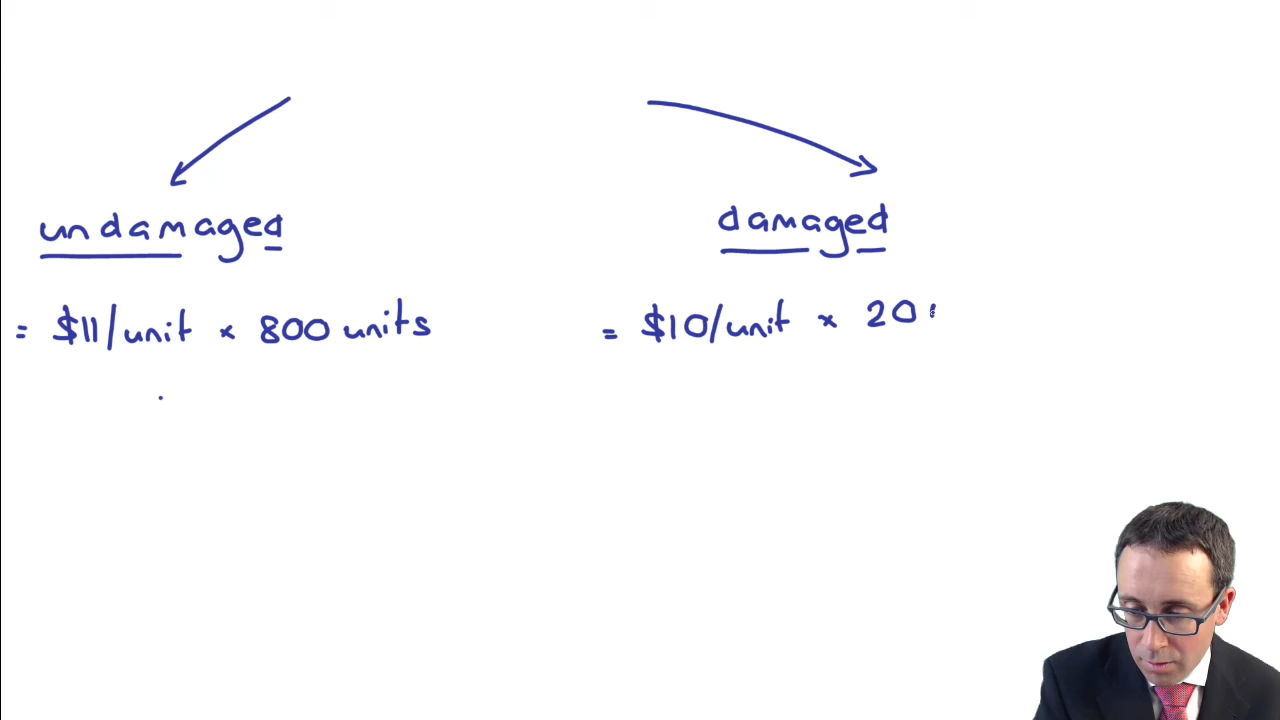 undamaged
damaged
= $11/unit × 800 units
= $10/unit × 20